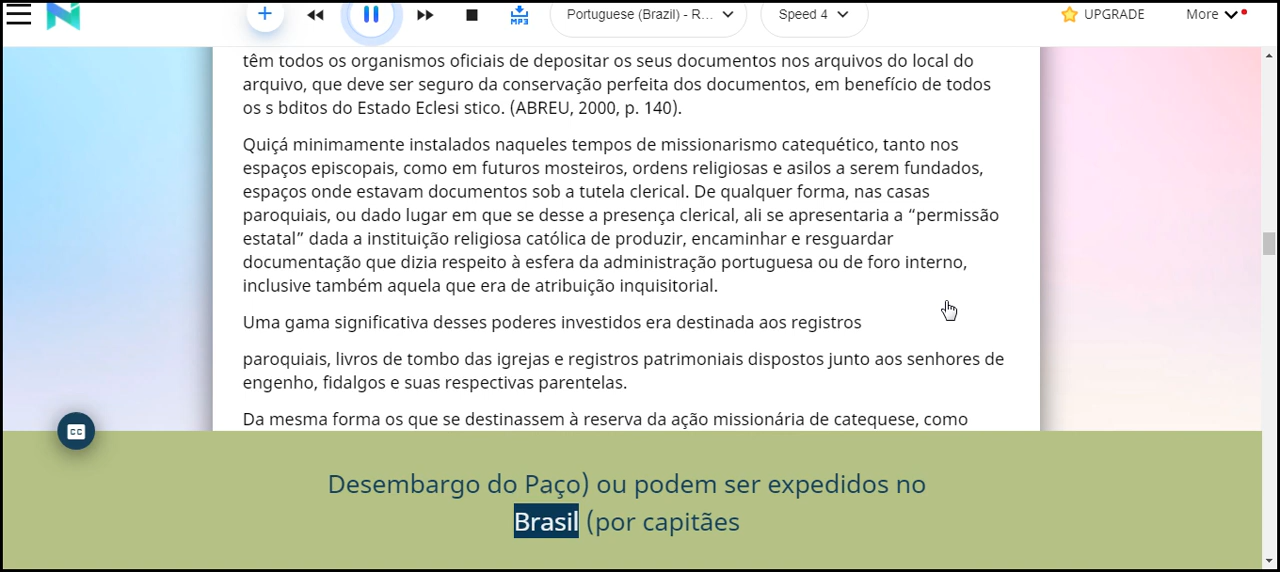 MP3
Portuguese (Brazil) - R...
Speed 4
UPGRADE
More
têm todos os organismos oficiais de depositar os seus documentos nos arquivos do local do
arquivo, que deve ser seguro da conservação perfeita dos documentos, em benefício de todos
os s bditos do Estado Eclesi stico. (ABREU, 2000, p. 140).
Quiçá minimamente instalados naqueles tempos de missionarismo catequético, tanto nos
espaços episcopais, como em futuros mosteiros, ordens religiosas e asilos a serem fundados,
espaços onde estavam documentos sob a tutela clerical. De qualquer forma, nas casas
paroquiais, ou dado lugar em que se desse a presença clerical, ali se apresentaria a “permissão
estatal” dada a instituição religiosa católica de produzir, encaminhar e resguardar
documentação que dizia respeito à esfera da administração portuguesa ou de foro interno,
inclusive também aquela que era de atribuição inquisitorial.
Uma gama significativa desses poderes investidos era destinada aos registros
paroquiais, livros de tombo das igrejas e registros patrimoniais dispostos junto aos senhores de
engenho, fidalgos e suas respectivas parentelas.
Da mesma forma os que se destinassem à reserva da ação missionária de catequese, como
CC
Desembargo do Paço) ou podem ser expedidos no
Brasil (por capitães